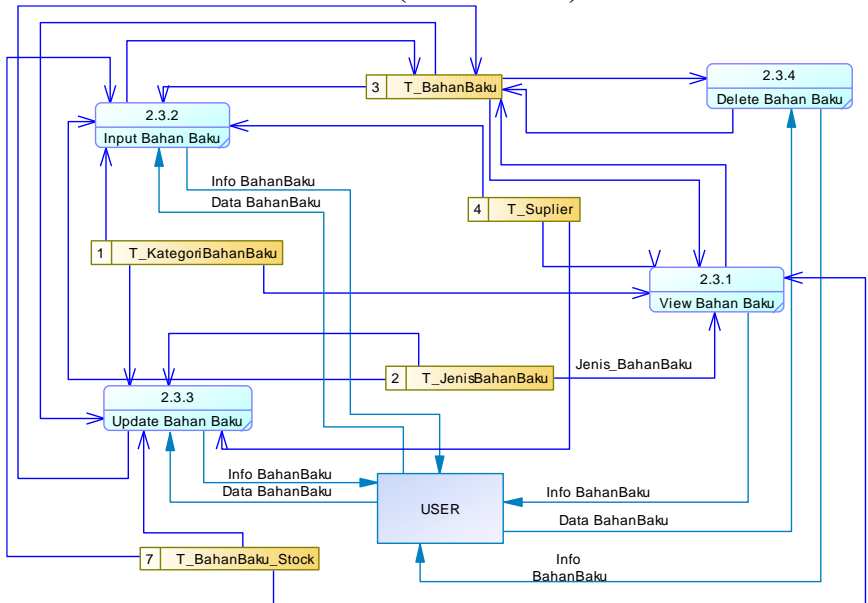 3 T_BahanBaku
2.3.4
Delete Bahan Baku
2.3.2
Input Bahan Baku
Info BahanBaku
Data BahanBaku
4 T_Suplier
1 T_KategoriBahanBaku
2.3.1
View Bahan Baku
2 T_JenisBahanBaku
Jenis_BahanBaku
2.3.3
Update Bahan Baku
Info BahanBaku
Data BahanBaku
USER
Info BahanBaku
Data BahanBaku
7 T_BahanBaku_Stock
Info
BahanBaku